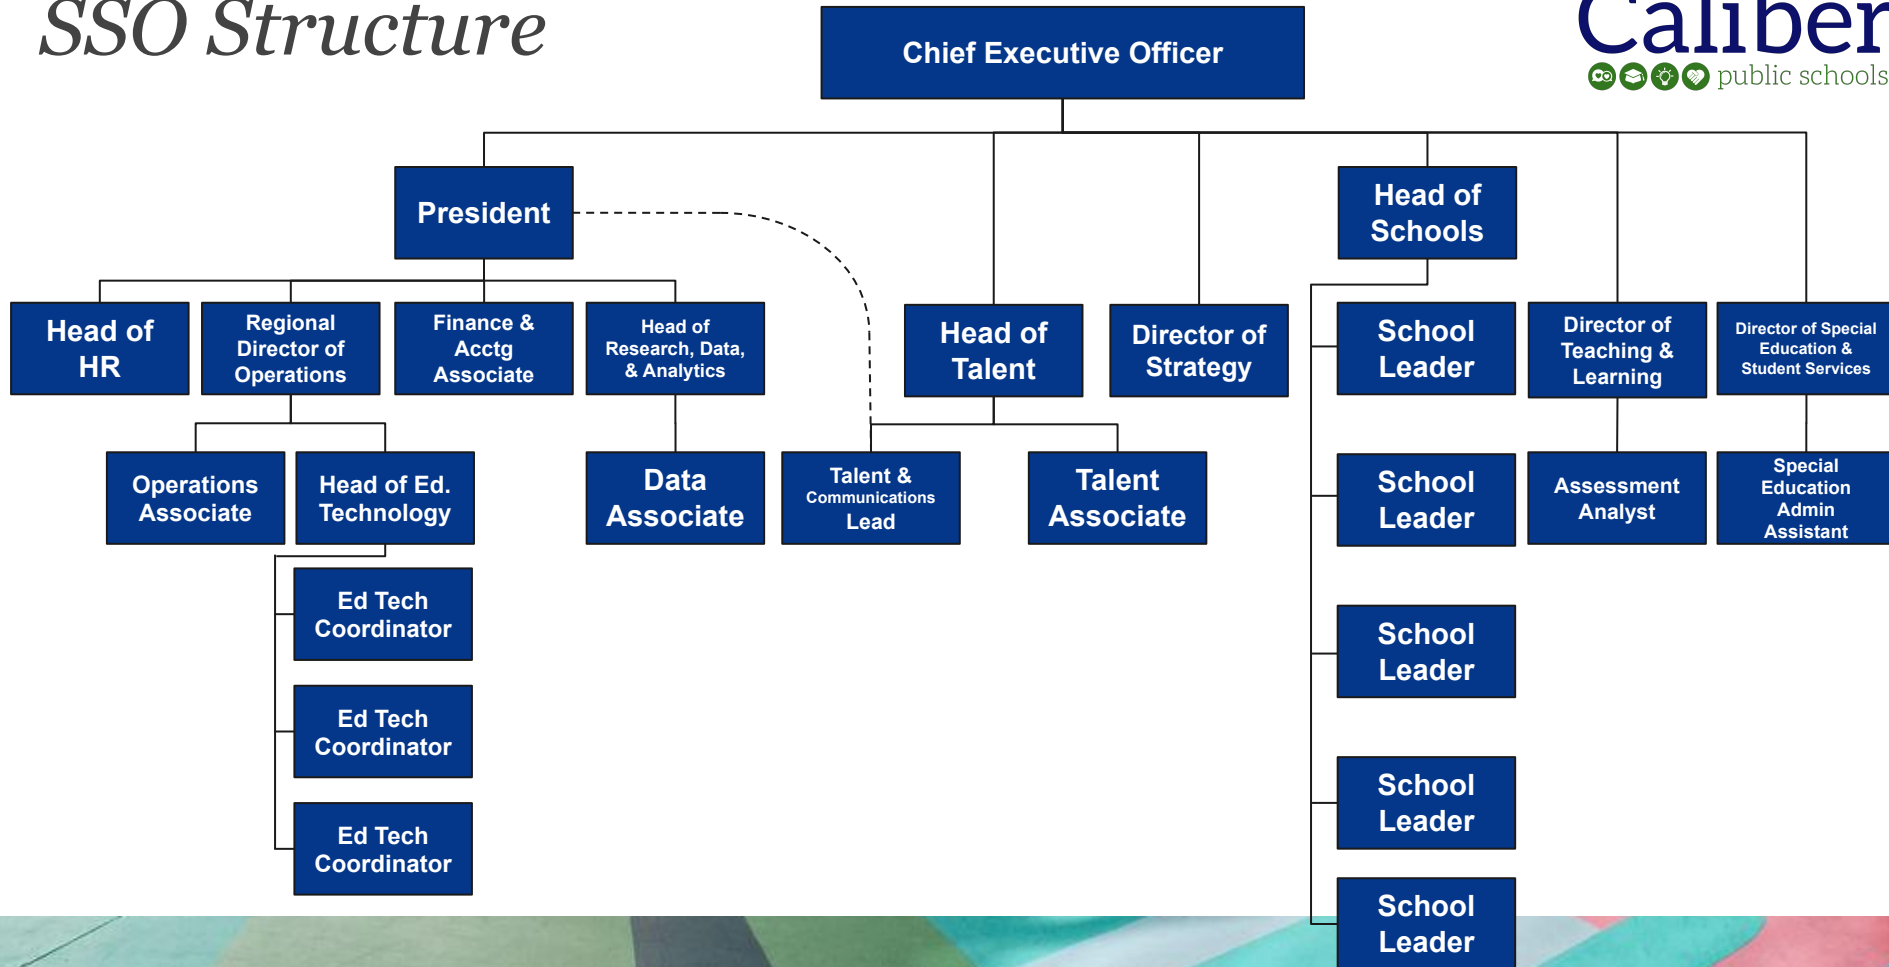 SSO Structure
Chief Executive Officer
Caliber
public schools
President
Head of
Schools
Head of
HR
Regional
Director of
Operations
Finance &
Acctg
Associate
Head of
Research, Data,
& Analytics
Head of
Talent
Director of
Strategy
School
Leader
Director of
Teaching &
Learning
Director of Special
Education &
Student Services
Operations
Associate
Head of Ed.
Technology
Data
Associate
Talent &
Communications
Lead
Talent
Associate
School
Leader
Assessment
Analyst
Special
Education
Admin
Assistant
Ed Tech
Coordinator
School
Leader
Ed Tech
Coordinator
School
Leader
Ed Tech
Coordinator
School
Leader